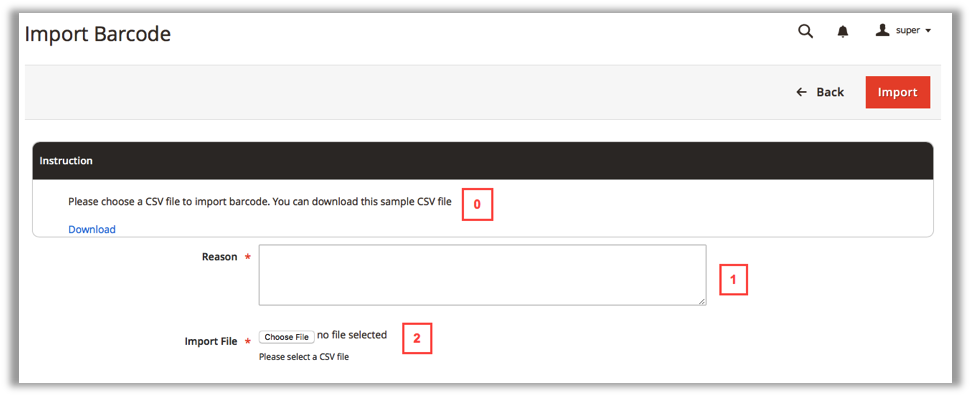 Import Barcode
super
← Back
Import
Instruction
Please choose a CSV file to import barcode. You can download this sample CSV file
0
Download
Reason *
1
Import File *
Choose File no file selected
2
Please select a CSV file